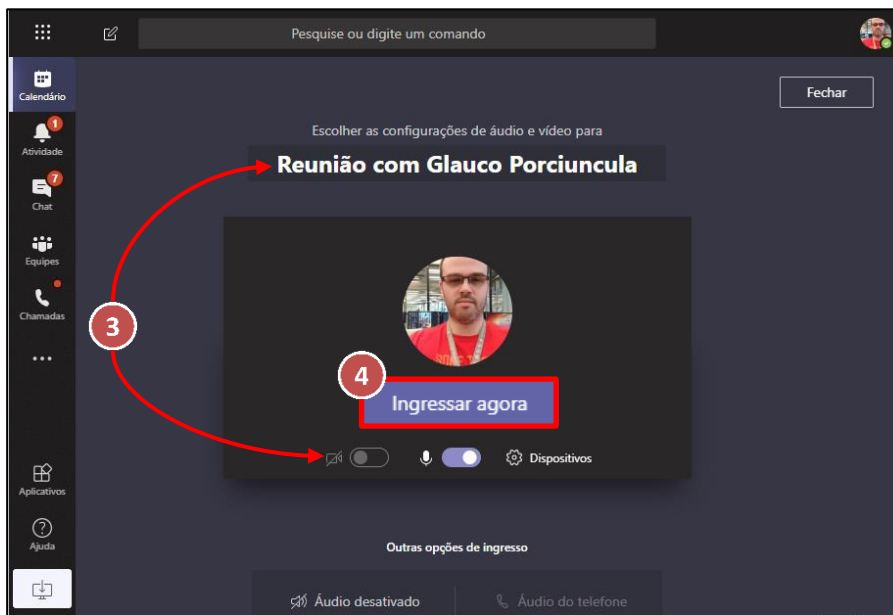 Pesquise ou digite um comando
Calendário
Fechar
1
Atividade
Escolher as configurações de áudio e vídeo para
Reunião com Glauco Porciuncula
7
Chat
Equipes
Chamadas
3
4
Ingressar agora
Dispositivos
Aplicativos
Ajuda
Outras opções de ingresso
Áudio desativado
Áudio do telefone